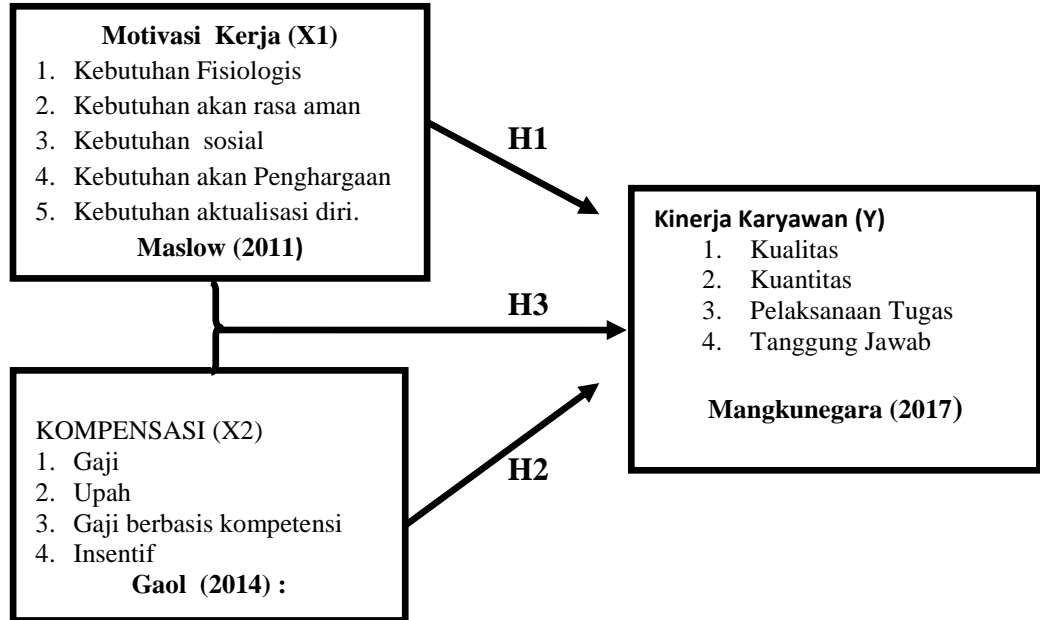 Motivasi Kerja (X1)
1. Kebutuhan Fisiologis
2. Kebutuhan akan rasa aman
3. Kebutuhan sosial
4. Kebutuhan akan Penghargaan
5. Kebutuhan aktualisasi diri.
Maslow (2011)
H1
H3
KOMPENSASI (X2)
1. Gaji
2. Upah
3. Gaji berbasis kompetensi
4. Insentif
Gaol (2014) :
H2
Kinerja Karyawan (Y)
1. Kualitas
2. Kuantitas
3. Pelaksanaan Tugas
4. Tanggung Jawab
Mangkunegara (2017)